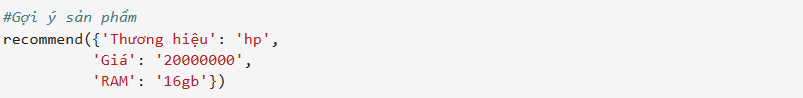 #Gợi ý sản phẩm
recommend({'Thương hiệu': 'hp',
'Giá': '20000000',
'RAM': '16gb'})